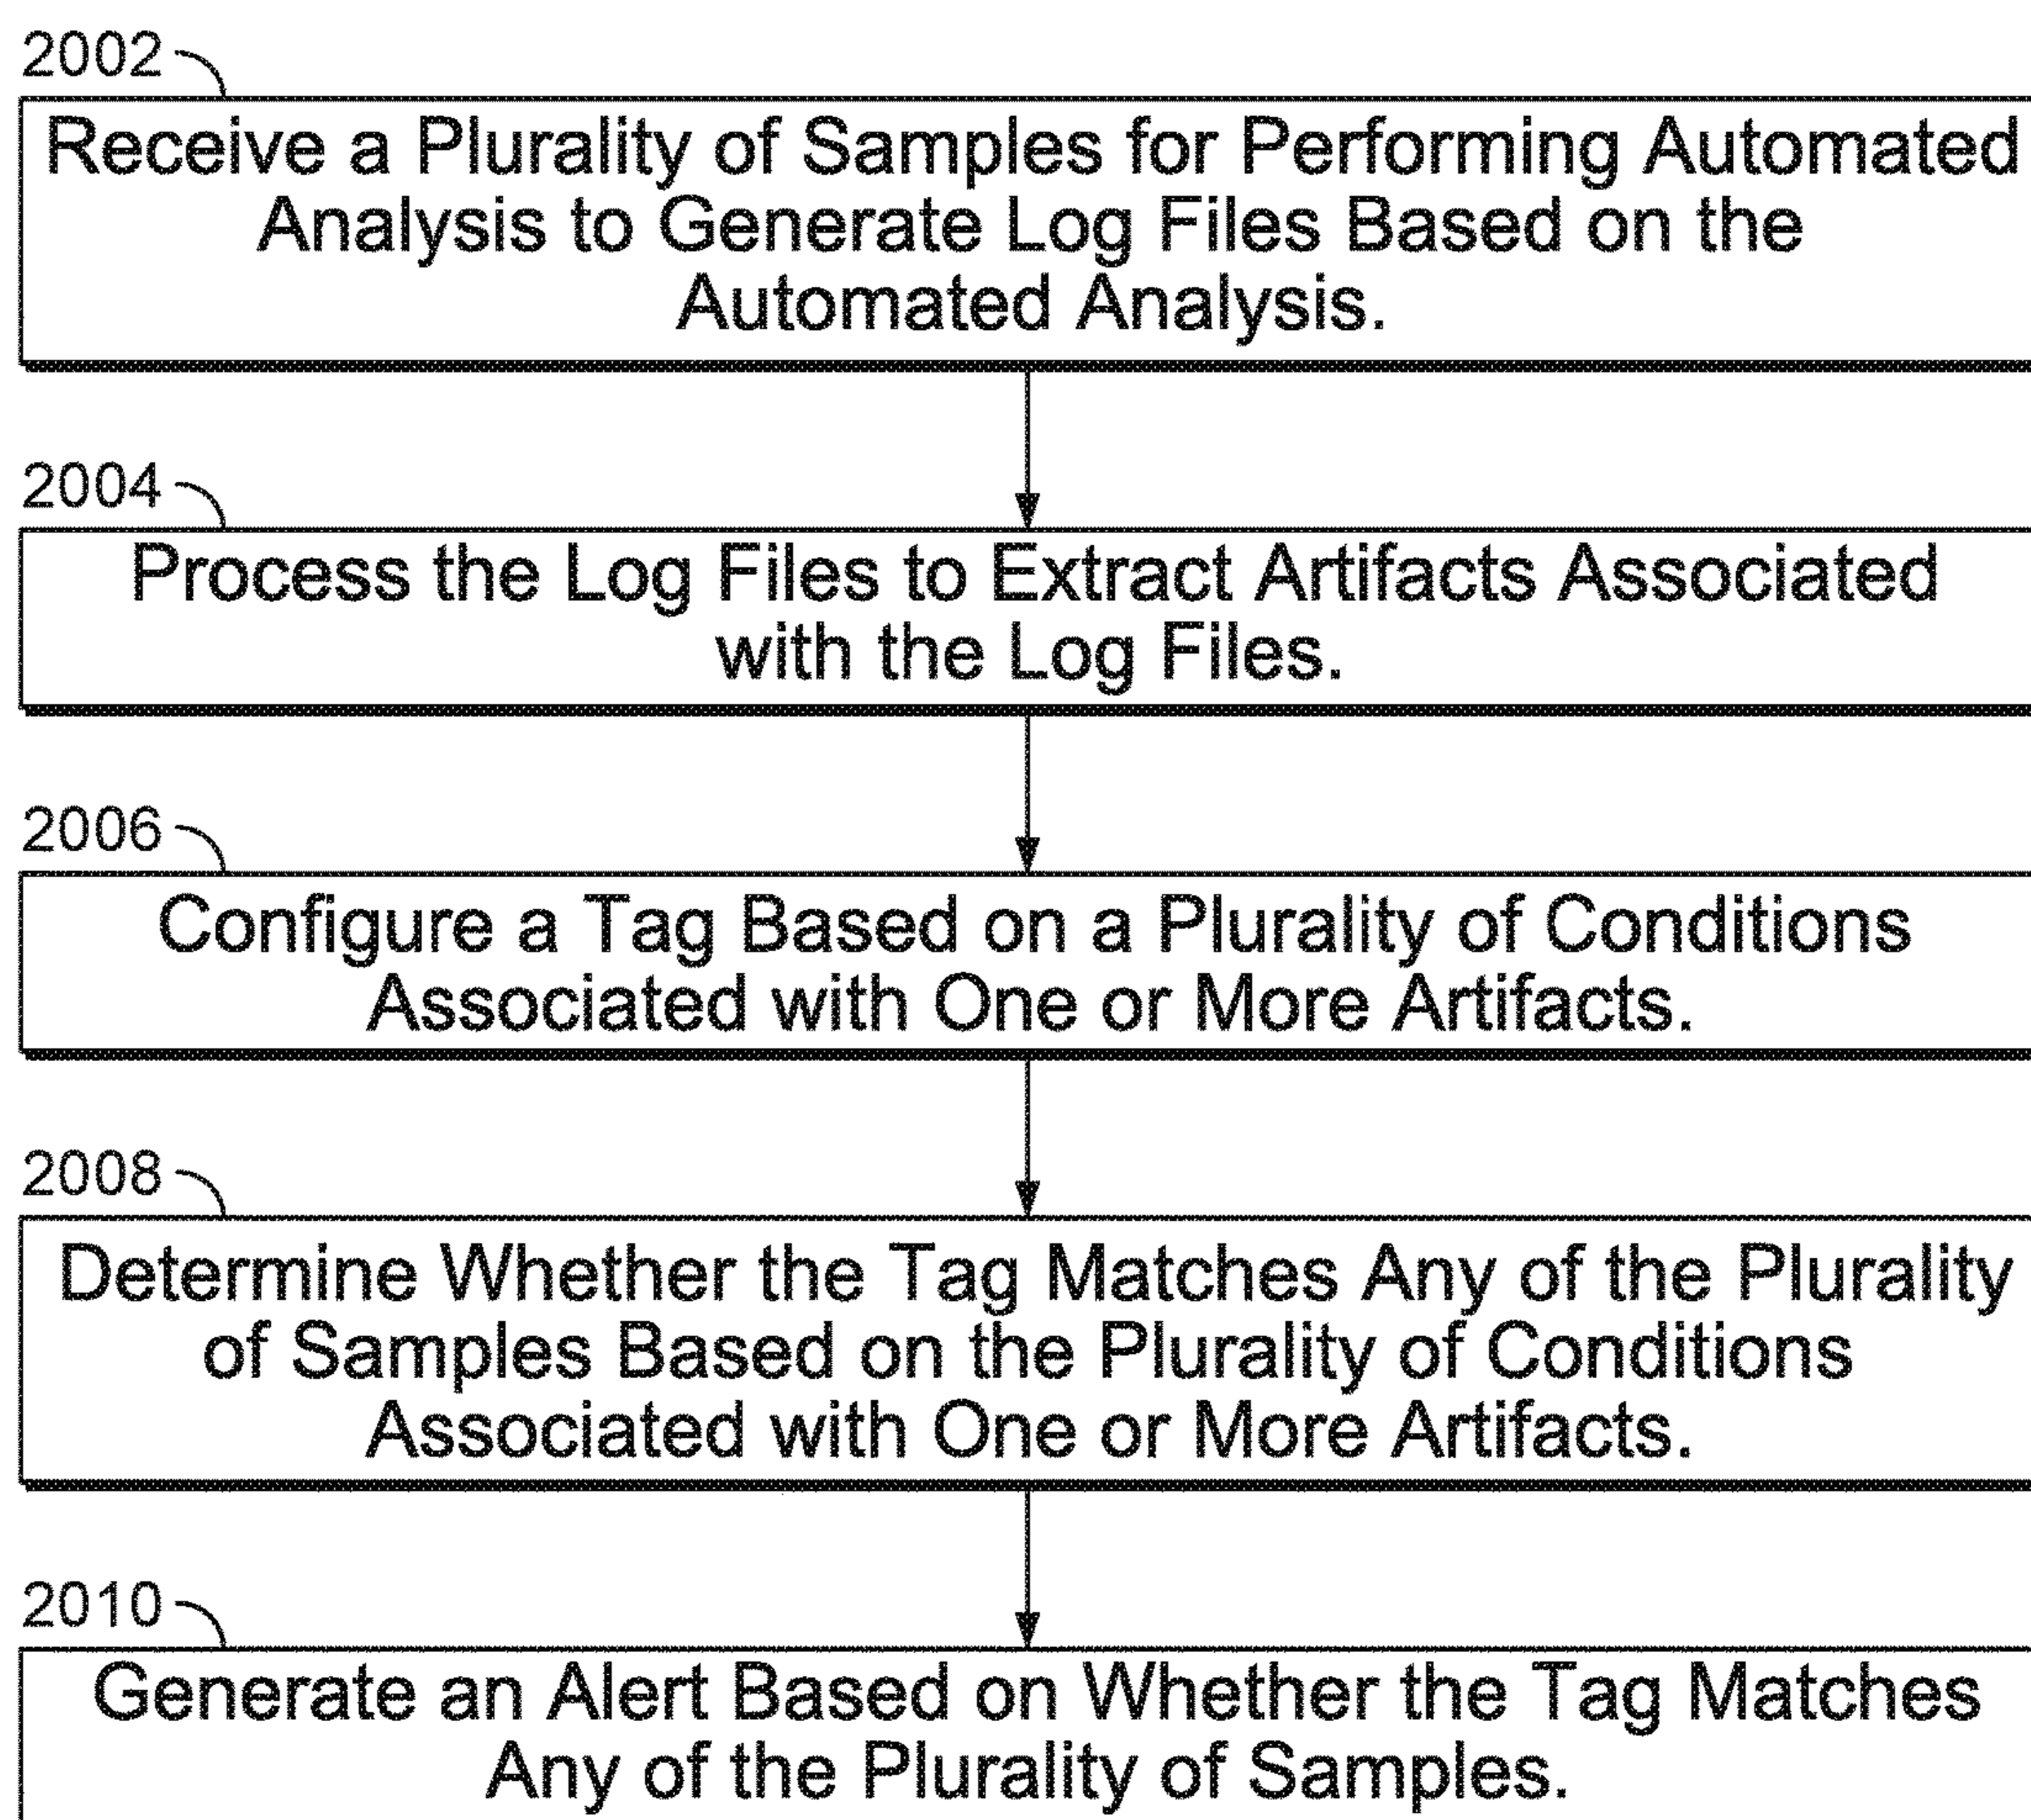 2002
Receive a Plurality of Samples for Performing Automated
Analysis to Generate Log Files Based on the
Automated Analysis.
2004
Process the Log Files to Extract Artifacts Associated
with the Log Files.
2006
Configure a Tag Based on a Plurality of Conditions
Associated with One or More Artifacts.
2008
Determine Whether the Tag Matches Any of the Plurality
of Samples Based on the Plurality of Conditions
Associated with One or More Artifacts.
2010
Generate an Alert Based on Whether the Tag Matches
Any of the Plurality of Samples.